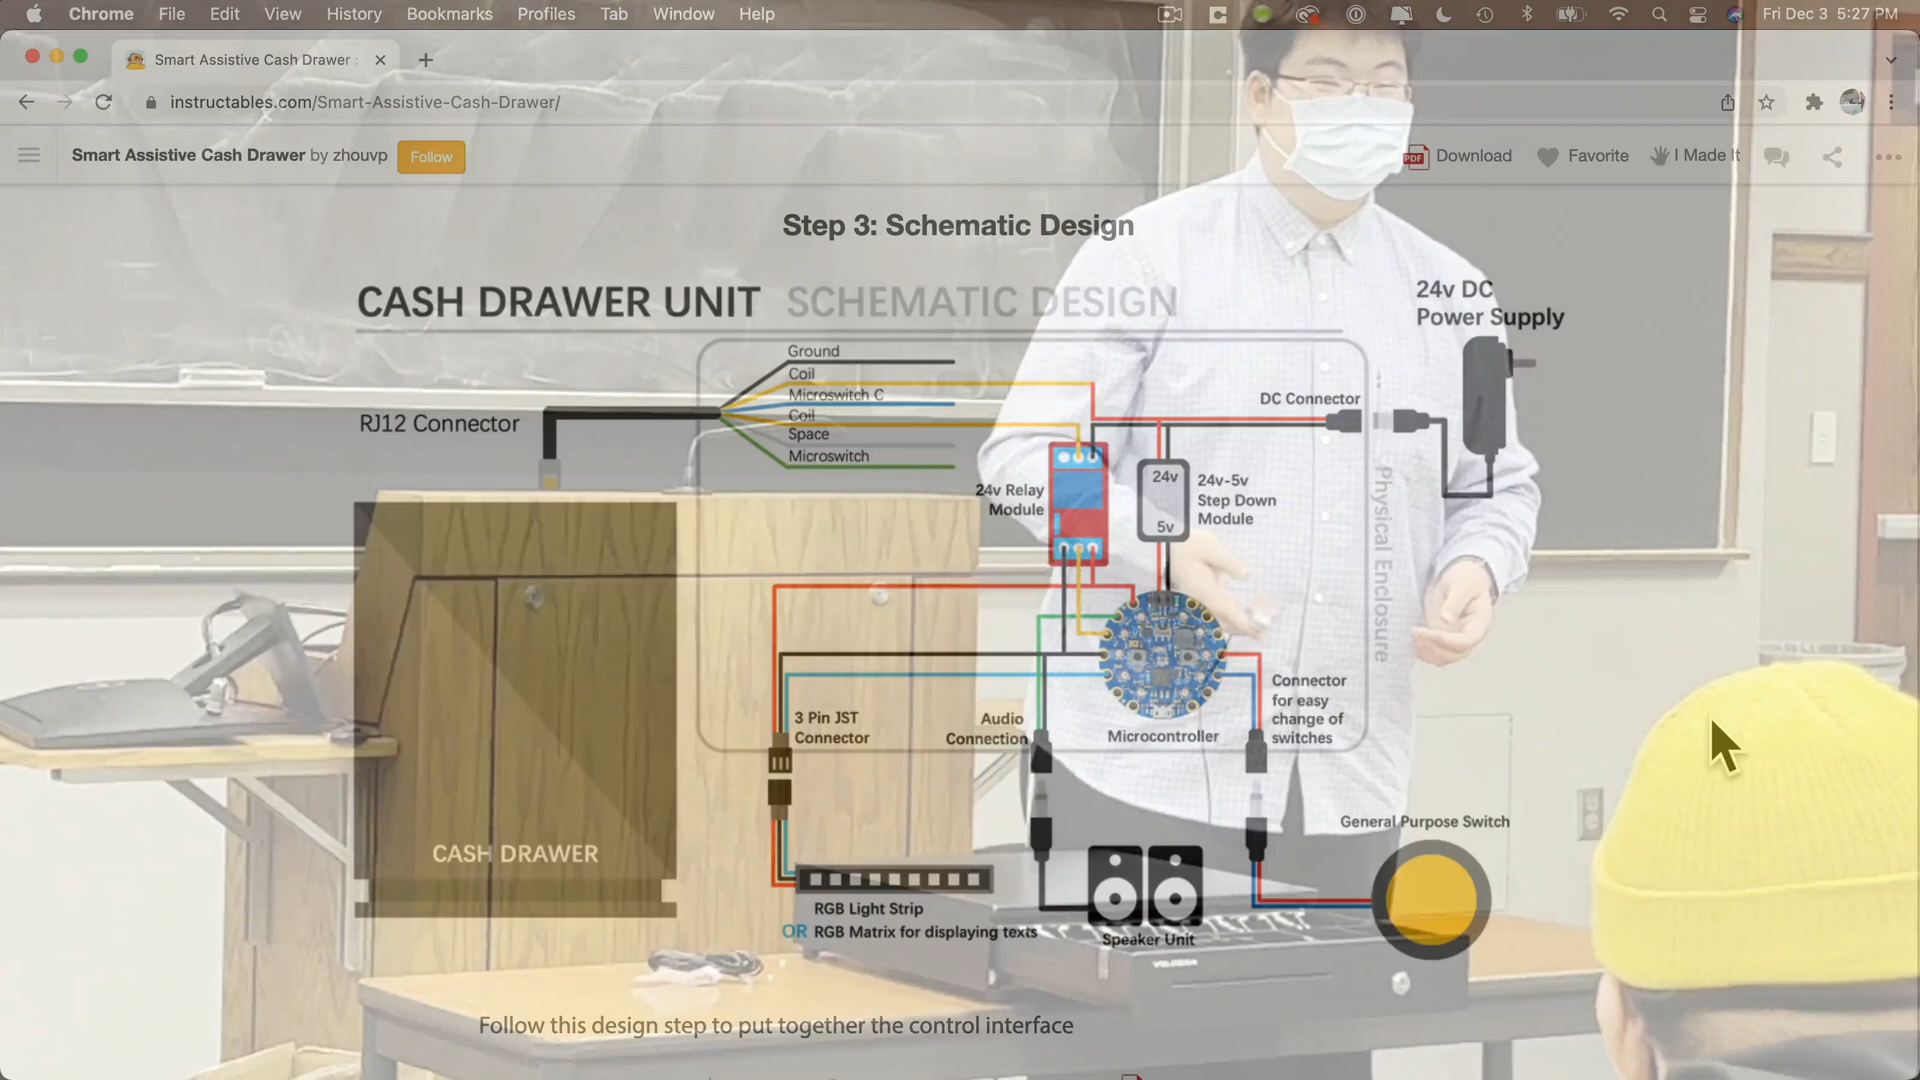 Chrome File Edit View History Bookmarks Profiles Tab Window Help Fri Dec 3 5:27 PM
Smart Assistive Cash Drawer :
instructables.com/Smart-Assistive-Cash-Drawer/
Smart Assistive Cash Drawer by zhouvp Follow PDF Download Favorite I Made It
Step 3: Schematic Design
CASH DRAWER UNIT SCHEMATIC DESIGN
24v DC
Power Supply
Ground
Coil
Microswitch C
Coil
Space
Microswitch
RJ12 Connector
DC Connector
24v Relay
Module
24v
5v
24v-5v
Step Down
Module
Physical Enclosure
3 Pin JST
Connector
Audio
Connection
Microcontroller
Connector
for easy
change of
switches
General Purpose Switch
CASH DRAWER
RGB Light Strip
OR RGB Matrix for displaying texts
Speaker Unit
Follow this design step to put together the control interface